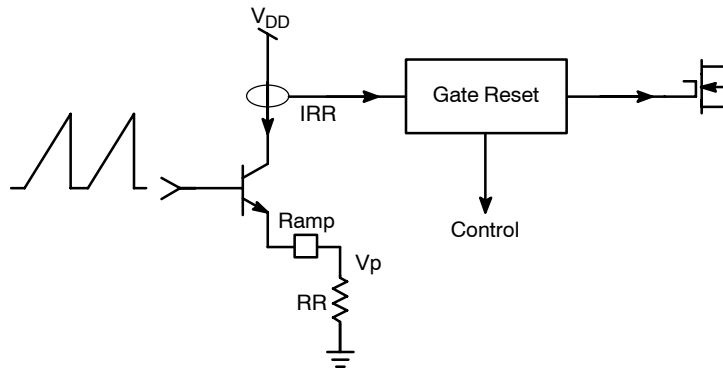 VDD
IRR
Gate Reset
Control
Ramp
Vp
RR